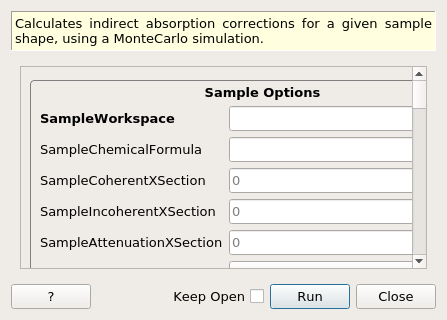 Calculates indirect absorption corrections for a given sample
shape, using a MonteCarlo simulation.
Sample Options
SampleWorkspace
SampleChemicalFormula
SampleCoherentXSection 0
SampleIncoherentXSection 0
SampleAttenuationXSection 0
? Keep Open Run Close